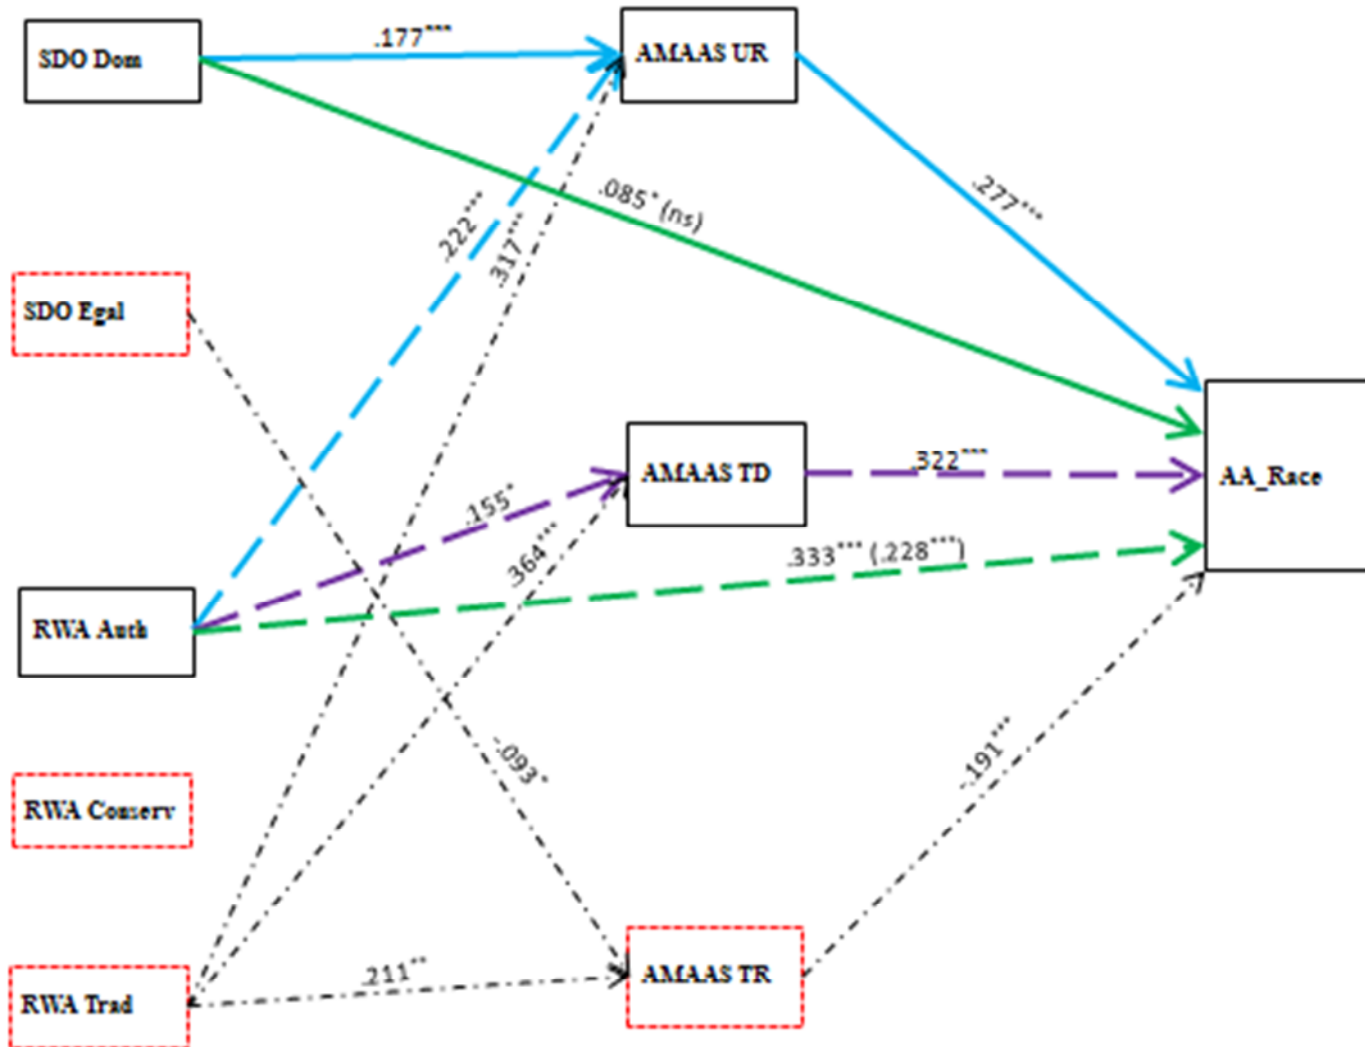 SDO Dom
.177***
AMAAS UR
.277***
.085* (ns)
.222***
.317***
SDO Egal
AMAAS TD
.322***
AA_Race
.155*
.364***
.333*** (.228***)
RWA Auth
-.093*
-.191***
RWA Conserv
RWA Trad
.211**
AMAAS TR